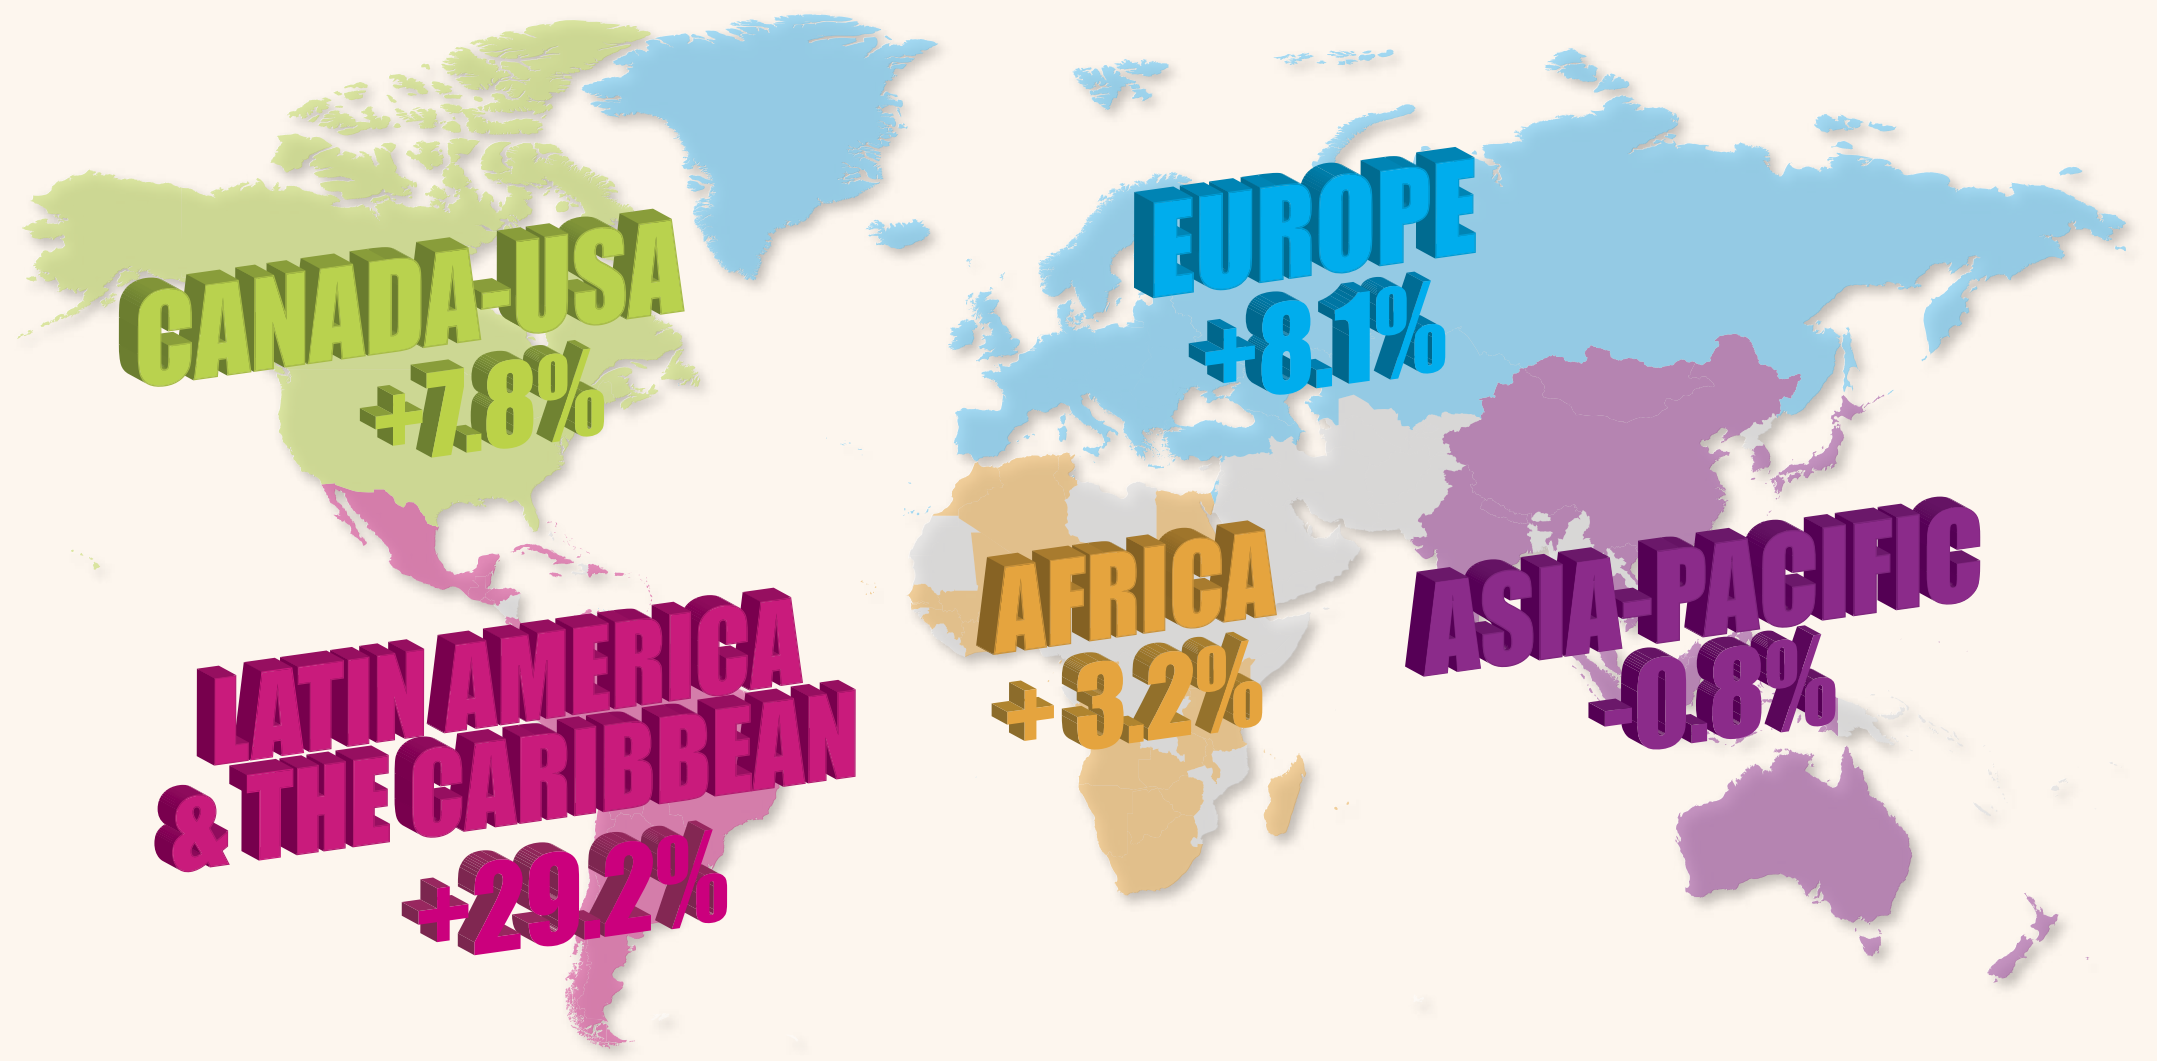 CANADA-USA
+7.8%
EUROPE
+8.1%
LATIN AMERICA
& THE CARIBBEAN
+29.2%
AFRICA
+3.2%
ASIA-PACIFIC
-0.8%